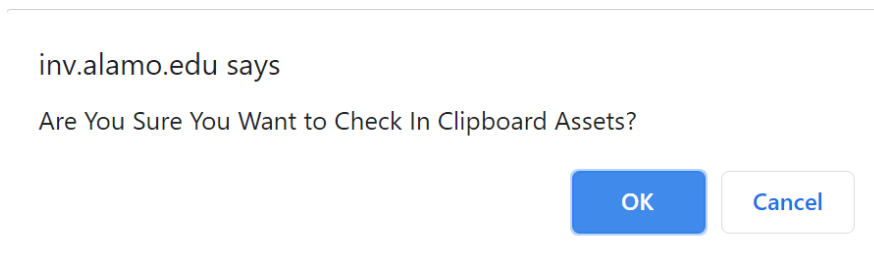 inv.alamo.edu says
Are You Sure You Want to Check In Clipboard Assets?
OK Cancel